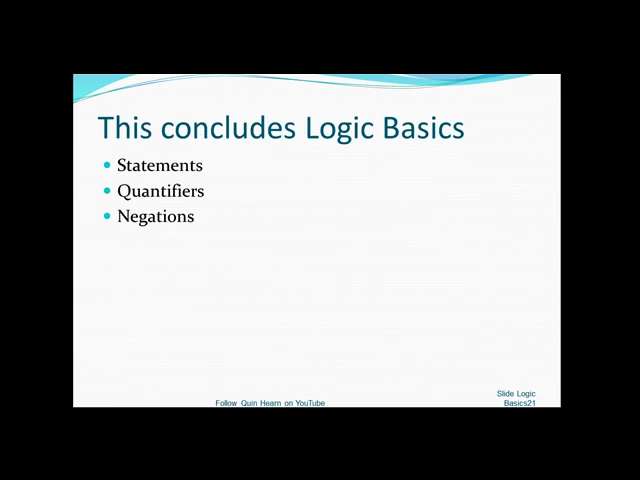 This concludes Logic Basics
Statements
Quantifiers
Negations
Slide Logic
Follow Quin Hearn on YouTube
Basics21